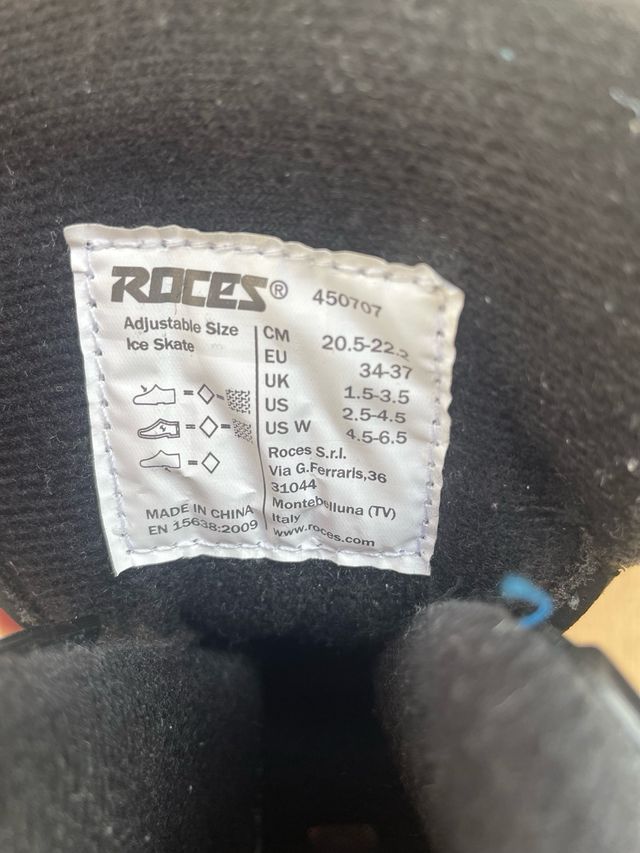 ROCES® 450707
Adjustable Size
Ice Skate
CM 20.5-22.5
EU 34-37
UK 1.5-3.5
US 2.5-4.5
US W 4.5-6.5
Roces S.r.l.
Via G.Ferraris,36
31044
Montebelluna (TV)
Italy
www.roces.com
MADE IN CHINA
EN 15638:2009